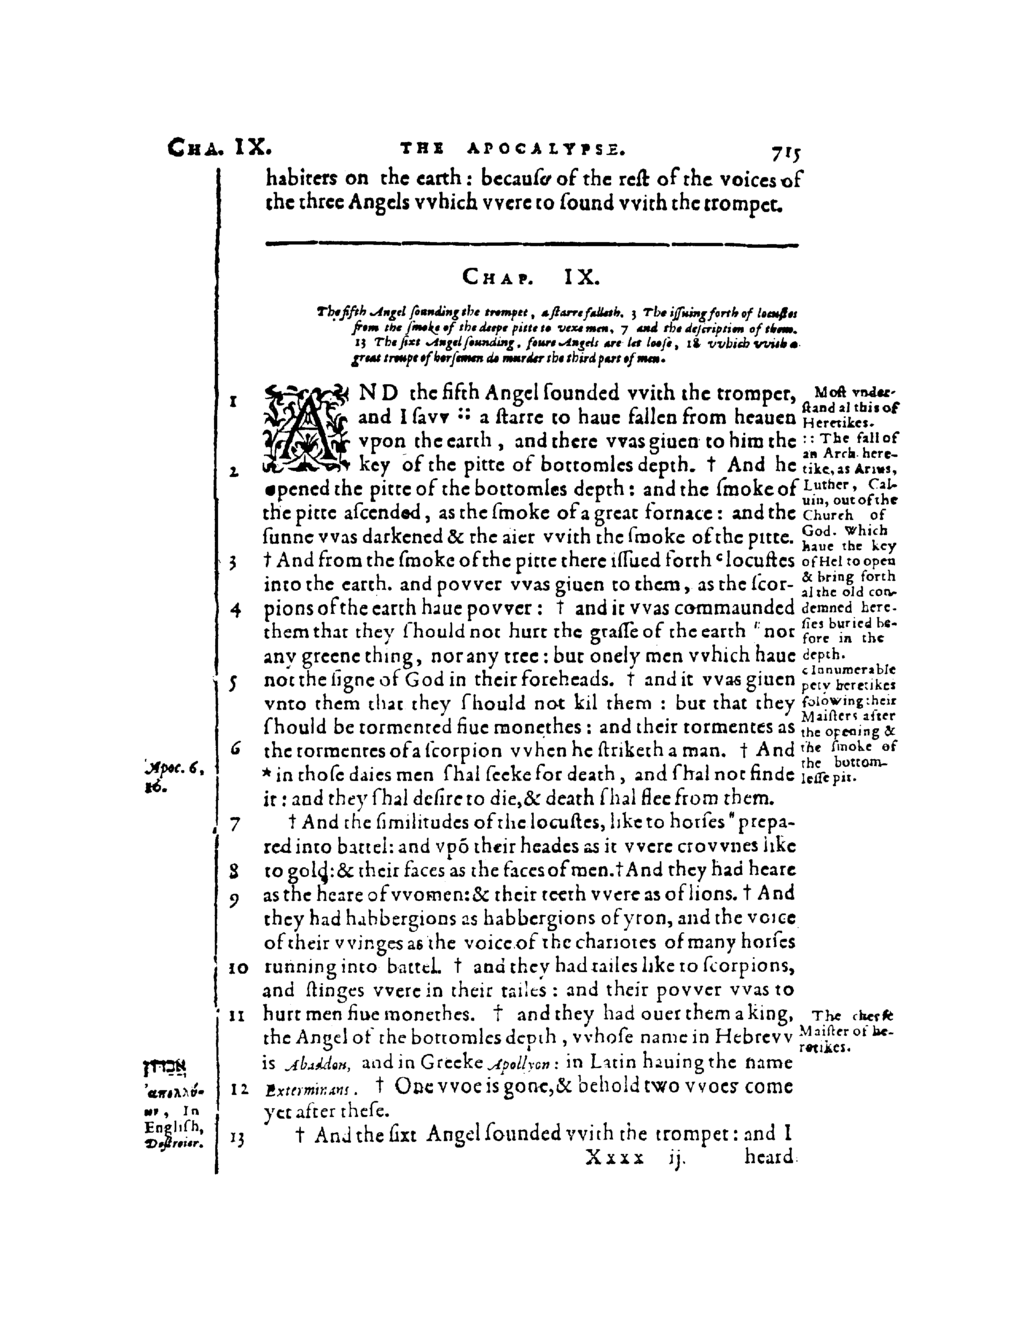 CHA. IX. THE APOCALYPSE. 715
habiters on the earth : becauſe of the reſt of the voices of
the three Angels vvhich vvere to ſound vvith the trompet.
CHAP. IX.
The fifth Angel ſounding the trompet, a ſtarre falleth. 3 The iſſuing forth of locuſtes
from the ſmoke of the deepe pitte to vexe men, 7 and the deſcription of them.
13 The ſixt Angel ſounding, foure Angels are let looſe, 18 vvhich vvith a
great troupe of horſemen do murder the third part of men.
1 AND the fifth Angel ſounded vvith the trompet,
and I ſavv :: a ſtarre to haue fallen from heauen
vpon the earth , and there vvas giuen to him the
2 key of the pitte of bottomles depth. † And he
opened the pitte of the bottomles depth : and the ſmoke of
the pitte aſcended, as the ſmoke of a great fornace : and the
ſunne vvas darkened & the aier vvith the ſmoke of the pitte.
3 † And from the ſmoke of the pitte there iſſued forth c locuſtes
into the earth. and povver vvas giuen to them, as the ſcor-
4 pions of the earth haue povver : † and it vvas commaunded
them that they ſhould not hurt the graſſe of the earth " nor
any greene thing, nor any tree : but onely men vvhich haue
5 not the ſigne of God in their foreheads. † and it vvas giuen
vnto them that they ſhould not kil them : but that they
ſhould be tormented fiue monethes : and their tormentes as
6 the tormentes of a ſcorpion vvhen he ſtriketh a man. † And
* in thoſe daies men ſhal ſeeke for death , and ſhal not finde
it : and they ſhal deſire to die,& death ſhal flee from them.
7 † And the ſimilitudes of the locuſtes, like to horſes " prepa-
red into battel: and vpõ their heades as it vvere crovvnes like
8 to gold:& their faces as the faces of men.†And they had heare
9 as the heare of vvomen:& their teeth vvere as of lions. † And
they had habbergions as habbergions of yron, and the voice
of their vvinges as the voice of the chariotes of many horſes
10 running into battel. † and they had tailes like to ſcorpions,
and ſtinges vvere in their tailes : and their povver vvas to
11 hurt men fiue monethes. † and they had ouer them a king,
the Angel of the bottomles depth , vvhoſe name in Hebrevv
is Abaddon, and in Greeke Apollyon : in Latin hauing the name
12 Exterminans. † One vvoe is gone,& behold two vvoes come
yet after theſe.
13 † And the ſixt Angel ſounded vvith the trompet : and I
Xxxx ij. heard
Moſt vnder-
ſtand al this of
Heretikes.
:: The fall of
an Arch-here-
tike, as Arius,
Luther, Cal-
uin, out of the
Church of
God. Which
haue the key
of Hel to open
& bring forth
al the old con-
demned here-
ſies buried be-
fore in the
depth.
c Innumerable
pety heretikes
folowing their
Maiſters after
the opening &
the ſmoke of
the bottom-
leſſe pit.
The cheefe
Maiſter of he-
retikes.
Apoc. 6,
16.
אבדון
ἀπολλύ-
ων, In
Engliſh,
Deſtroier.